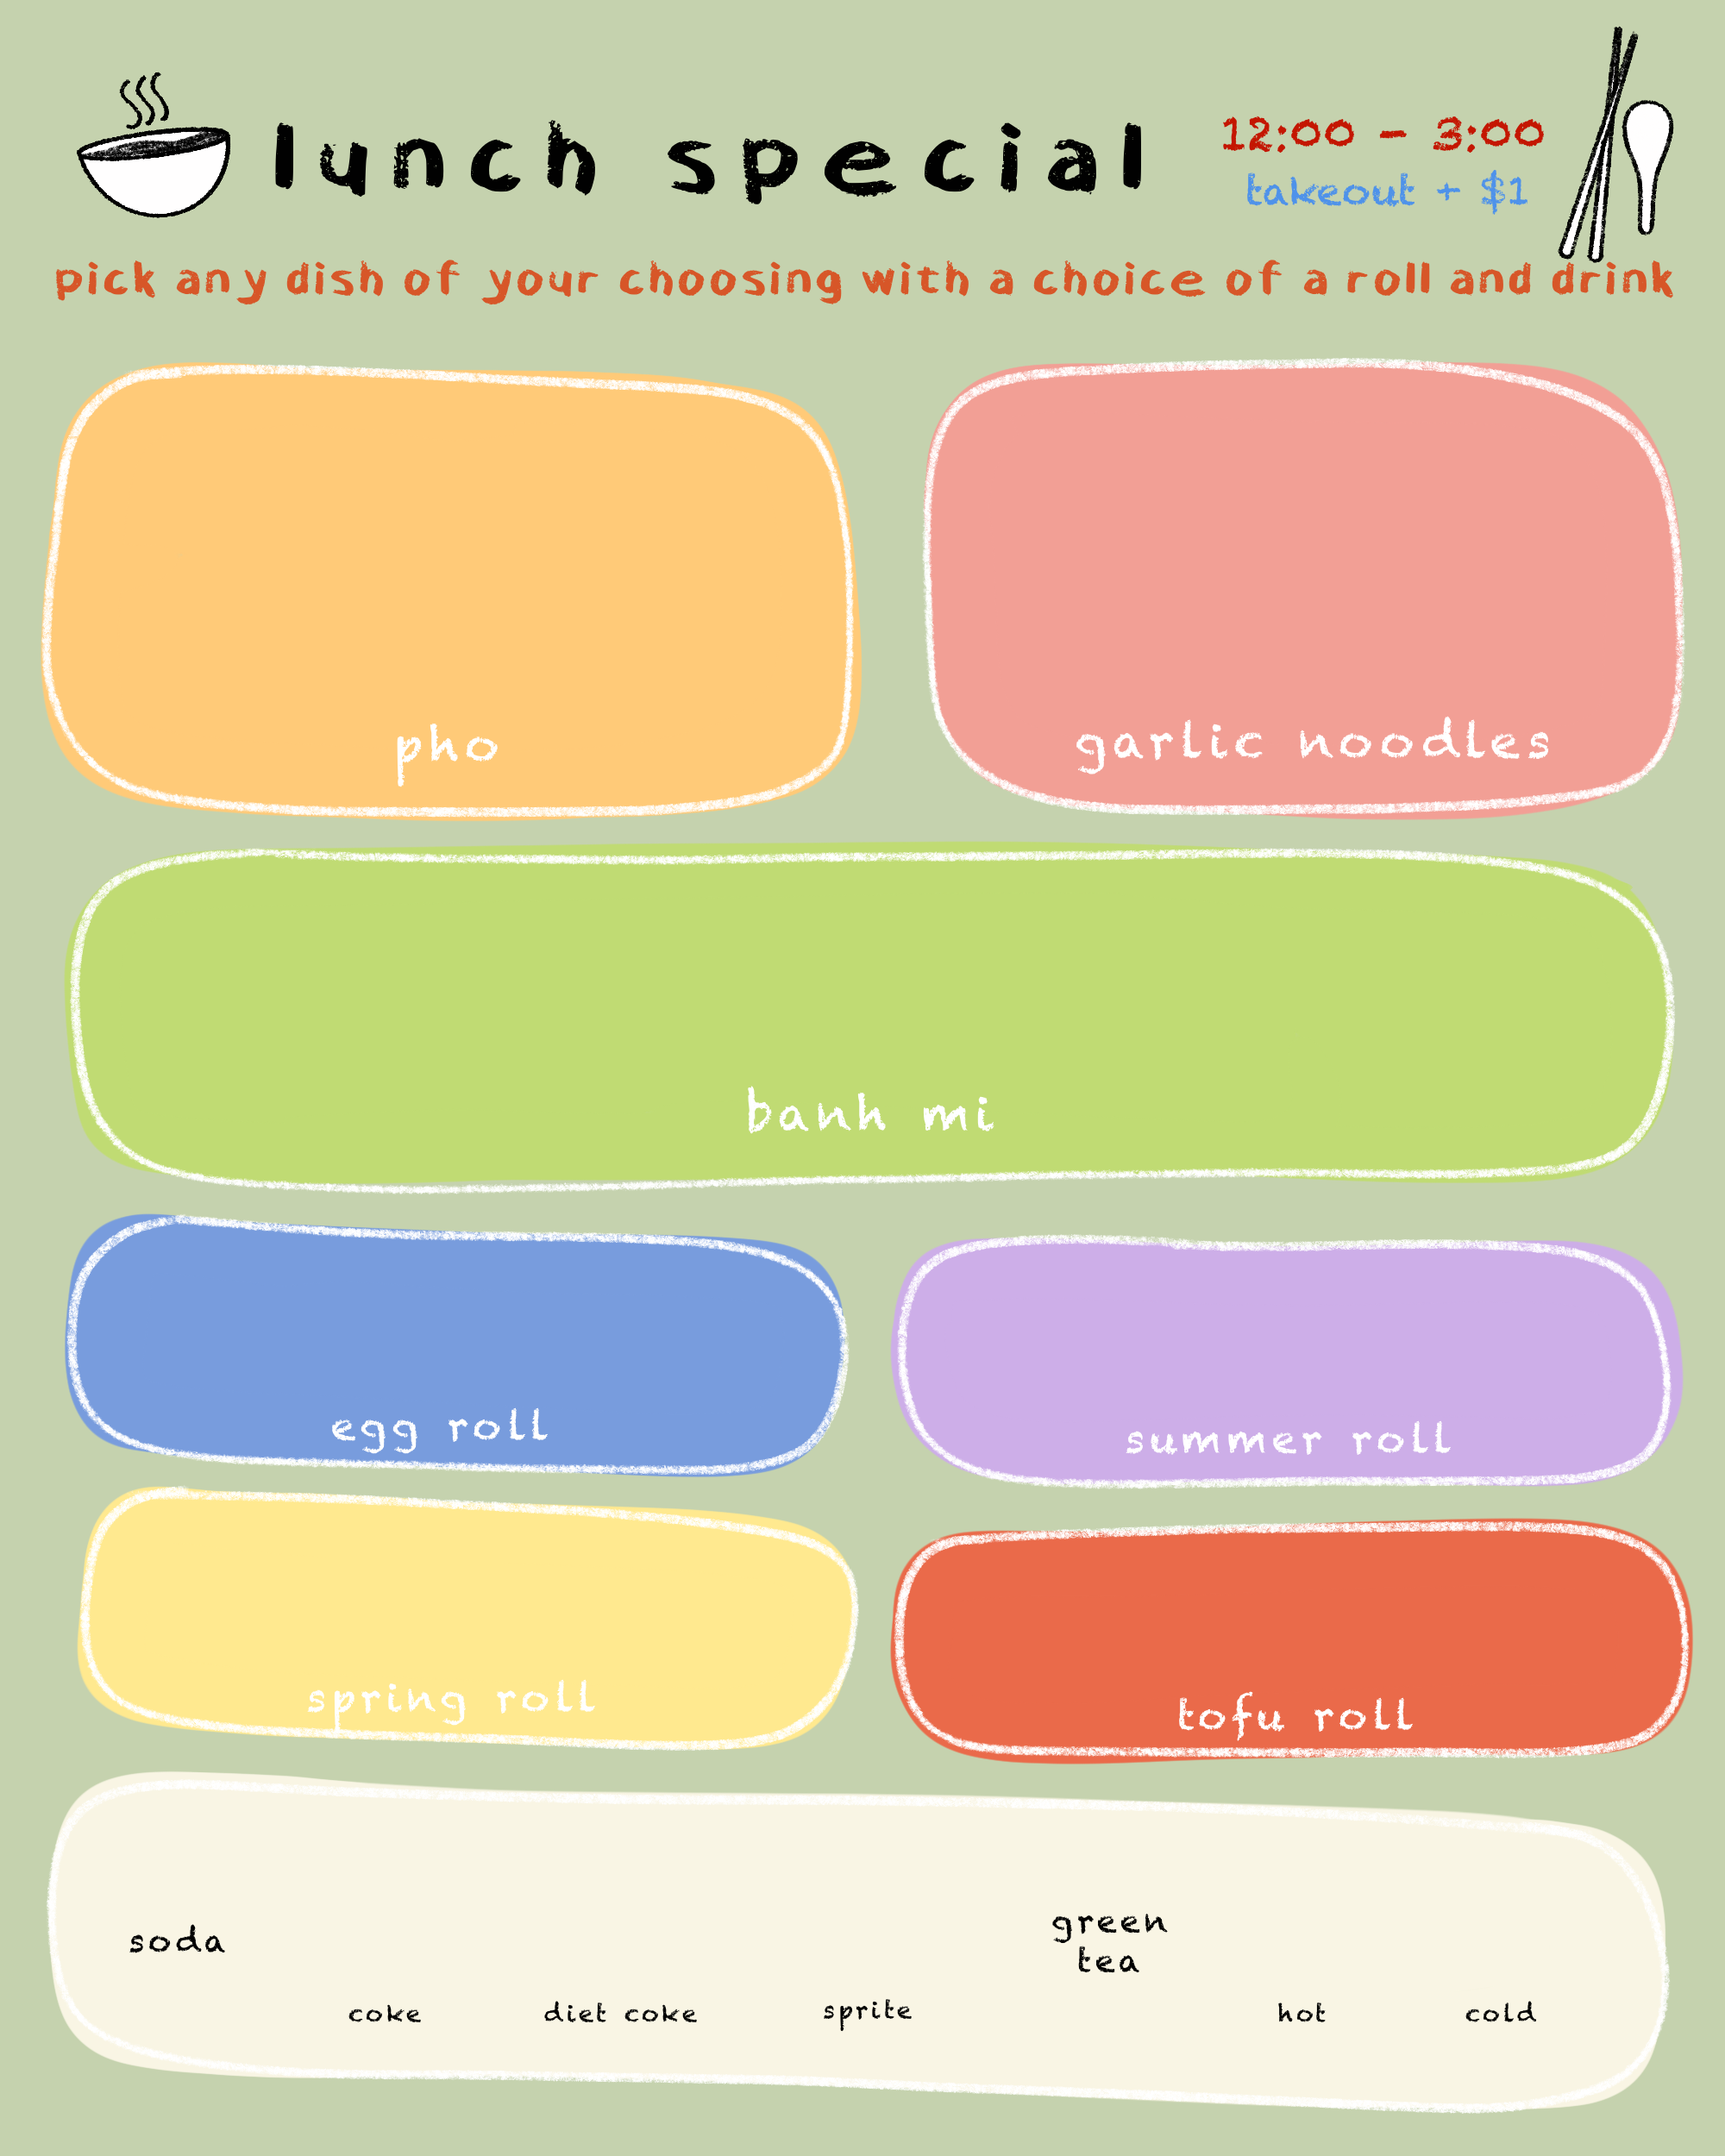 lunch special
12:00 - 3:00
takeout + $1
pick any dish of your choosing with a choice of a roll and drink
pho
garlic noodles
banh mi
egg roll
summer roll
spring roll
tofu roll
soda
coke
diet coke
sprite
green
tea
hot
cold